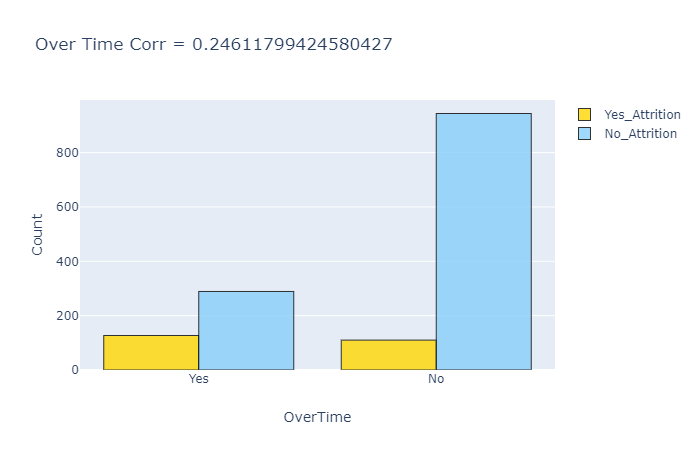 Over Time Corr = 0.24611799424580427
Yes_Attrition
No_Attrition
800
600
400
200
0
Count
Yes
No
OverTime